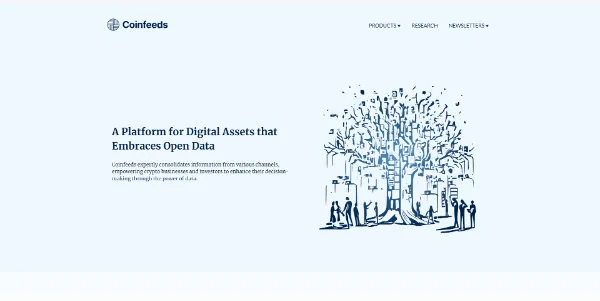 Coinfeeds
PRODUCTS ▾ RESEARCH NEWSLETTERS ▾
A Platform for Digital Assets that
Embraces Open Data
Coinfeeds expertly consolidates information from various channels,
empowering crypto businesses and investors to enhance their decision-
making through the power of data.